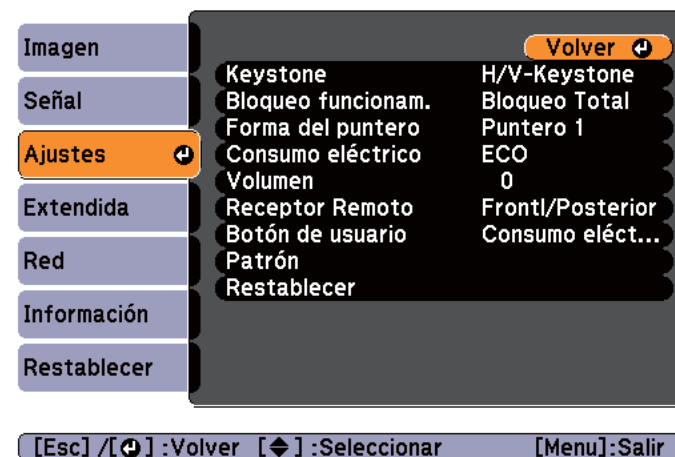 Imagen
Señal
Ajustes
Extendida
Red
Información
Restablecer
Volver
Keystone H/V-Keystone
Bloqueo funcionam. Bloqueo Total
Forma del puntero Puntero 1
Consumo eléctrico ECO
Volumen 0
Receptor Remoto Frontl/Posterior
Botón de usuario Consumo eléct...
Patrón
Restablecer
[Esc] /[⏎] :Volver [◆] :Seleccionar [Menu]:Salir